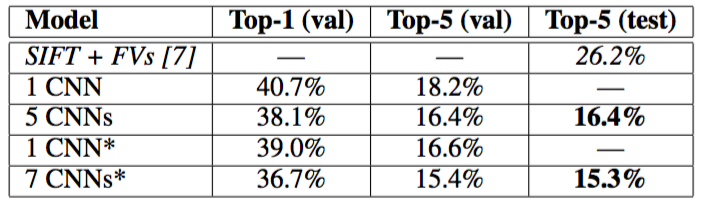 Model Top-1 (val) Top-5 (val) Top-5 (test)
SIFT + FVs [7] — — 26.2%
1 CNN 40.7% 18.2% —
5 CNNs 38.1% 16.4% 16.4%
1 CNN* 39.0% 16.6% —
7 CNNs* 36.7% 15.4% 15.3%